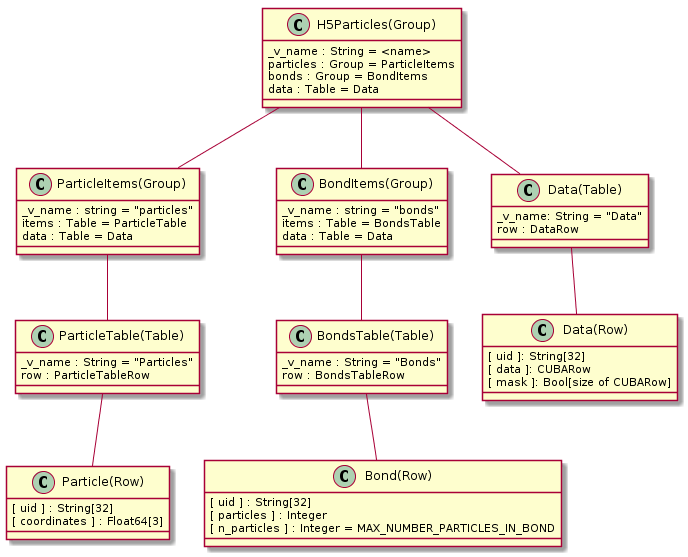 C H5Particles(Group)
_v_name : String = <name>
particles : Group = ParticleItems
bonds : Group = BondItems
data : Table = Data
C ParticleItems(Group)
_v_name : string = "particles"
items : Table = ParticleTable
data : Table = Data
C BondItems(Group)
_v_name : string = "bonds"
items : Table = BondsTable
data : Table = Data
C Data(Table)
_v_name: String = "Data"
row : DataRow
C ParticleTable(Table)
_v_name : String = "Particles"
row : ParticleTableRow
C BondsTable(Table)
_v_name : String = "Bonds"
row : BondsTableRow
C Data(Row)
[ uid ]: String[32]
[ data ]: CUBARow
[ mask ]: Bool[size of CUBARow]
C Particle(Row)
[ uid ] : String[32]
[ coordinates ] : Float64[3]
C Bond(Row)
[ uid ] : String[32]
[ particles ] : Integer
[ n_particles ] : Integer = MAX_NUMBER_PARTICLES_IN_BOND